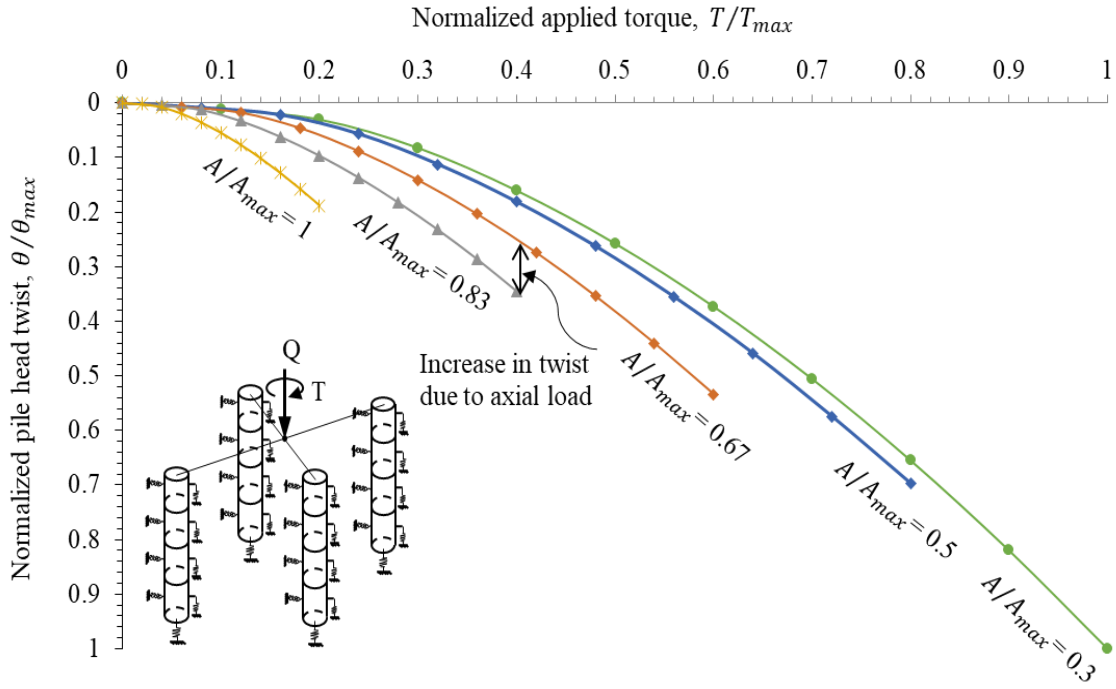 Normalized applied torque, T/T_max
0 0.1 0.2 0.3 0.4 0.5 0.6 0.7 0.8 0.9 1
Normalized pile head twist, θ/θ_max
0
0.1
0.2
0.3
0.4
0.5
0.6
0.7
0.8
0.9
1
A/A_max = 1
A/A_max = 0.83
A/A_max = 0.67
A/A_max = 0.5
A/A_max = 0.3
Increase in twist
due to axial load
Q
T